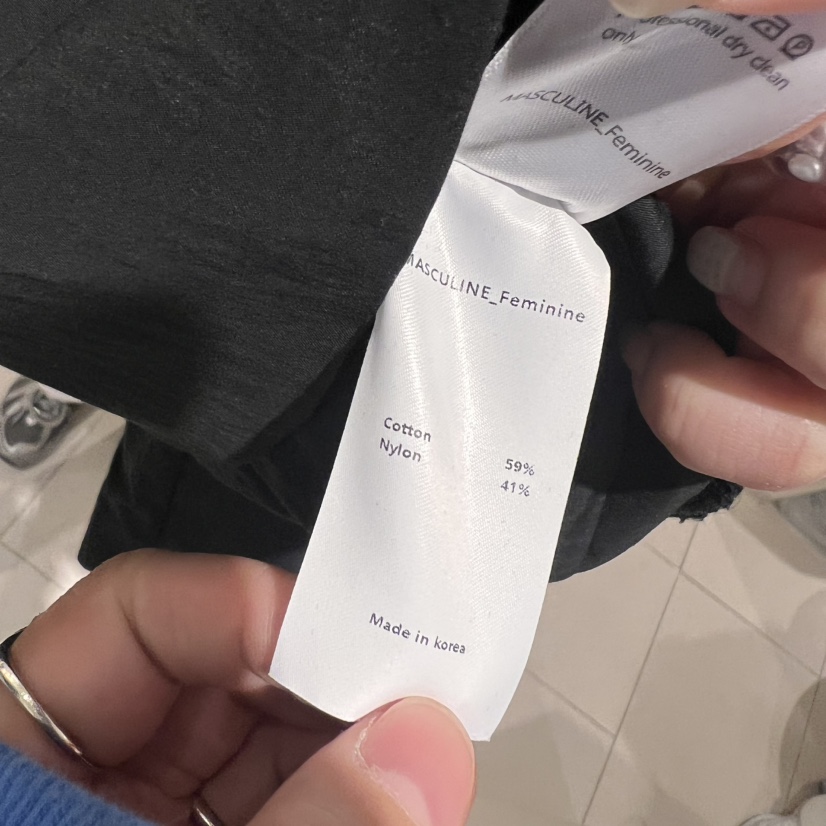 Professional dry clean
only
MASCULINE_Feminine
MASCULINE_Feminine
Cotton 59%
Nylon 41%
Made in korea